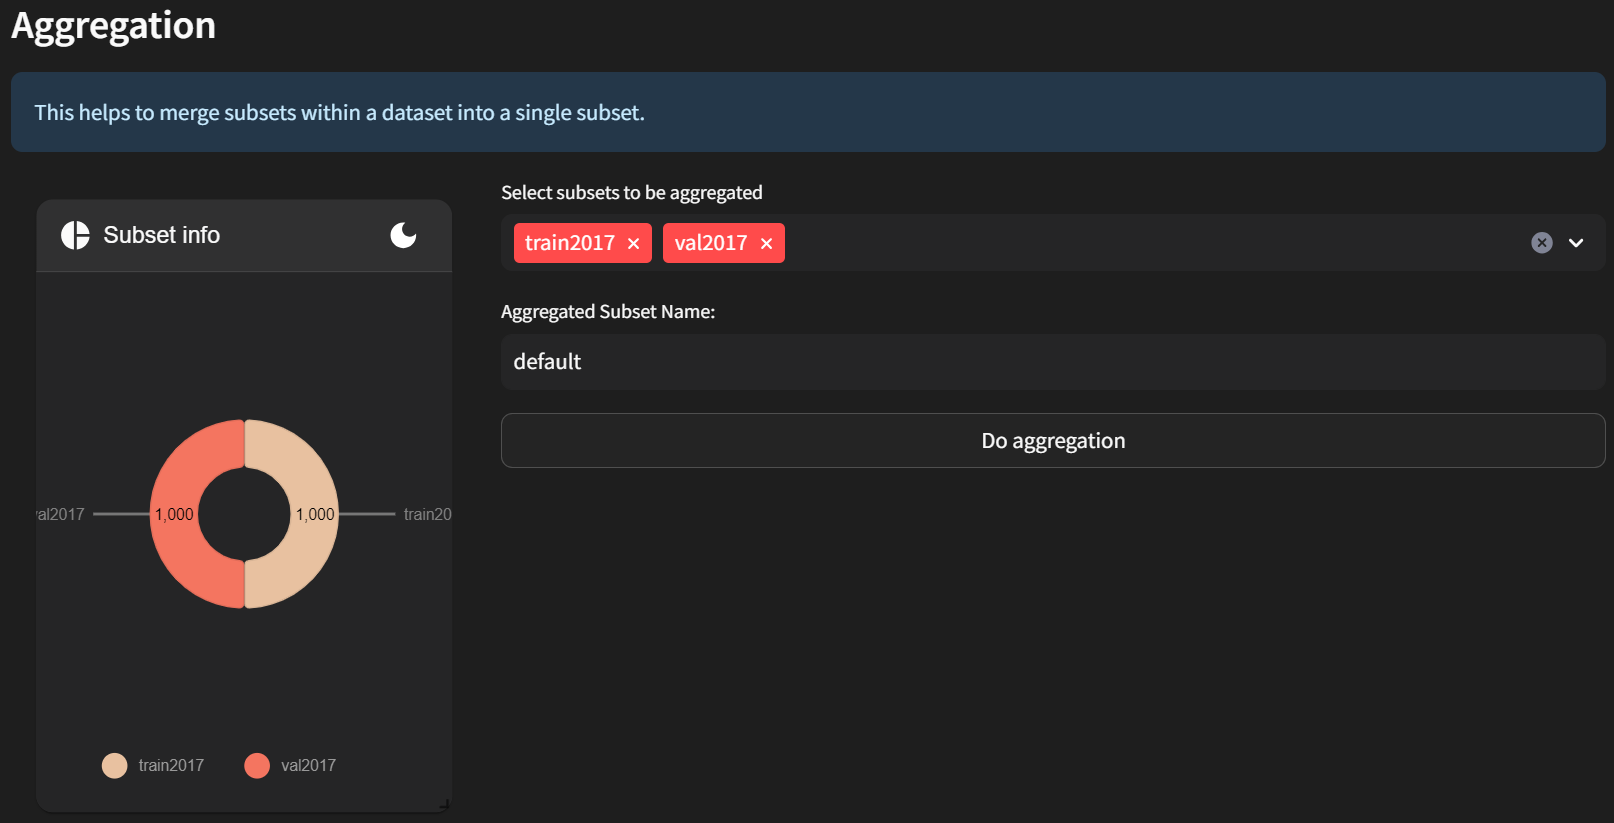 Aggregation
This helps to merge subsets within a dataset into a single subset.
Subset info
val2017
1,000
1,000
train20
train2017
val2017
Select subsets to be aggregated
train2017
val2017
Aggregated Subset Name:
default
Do aggregation